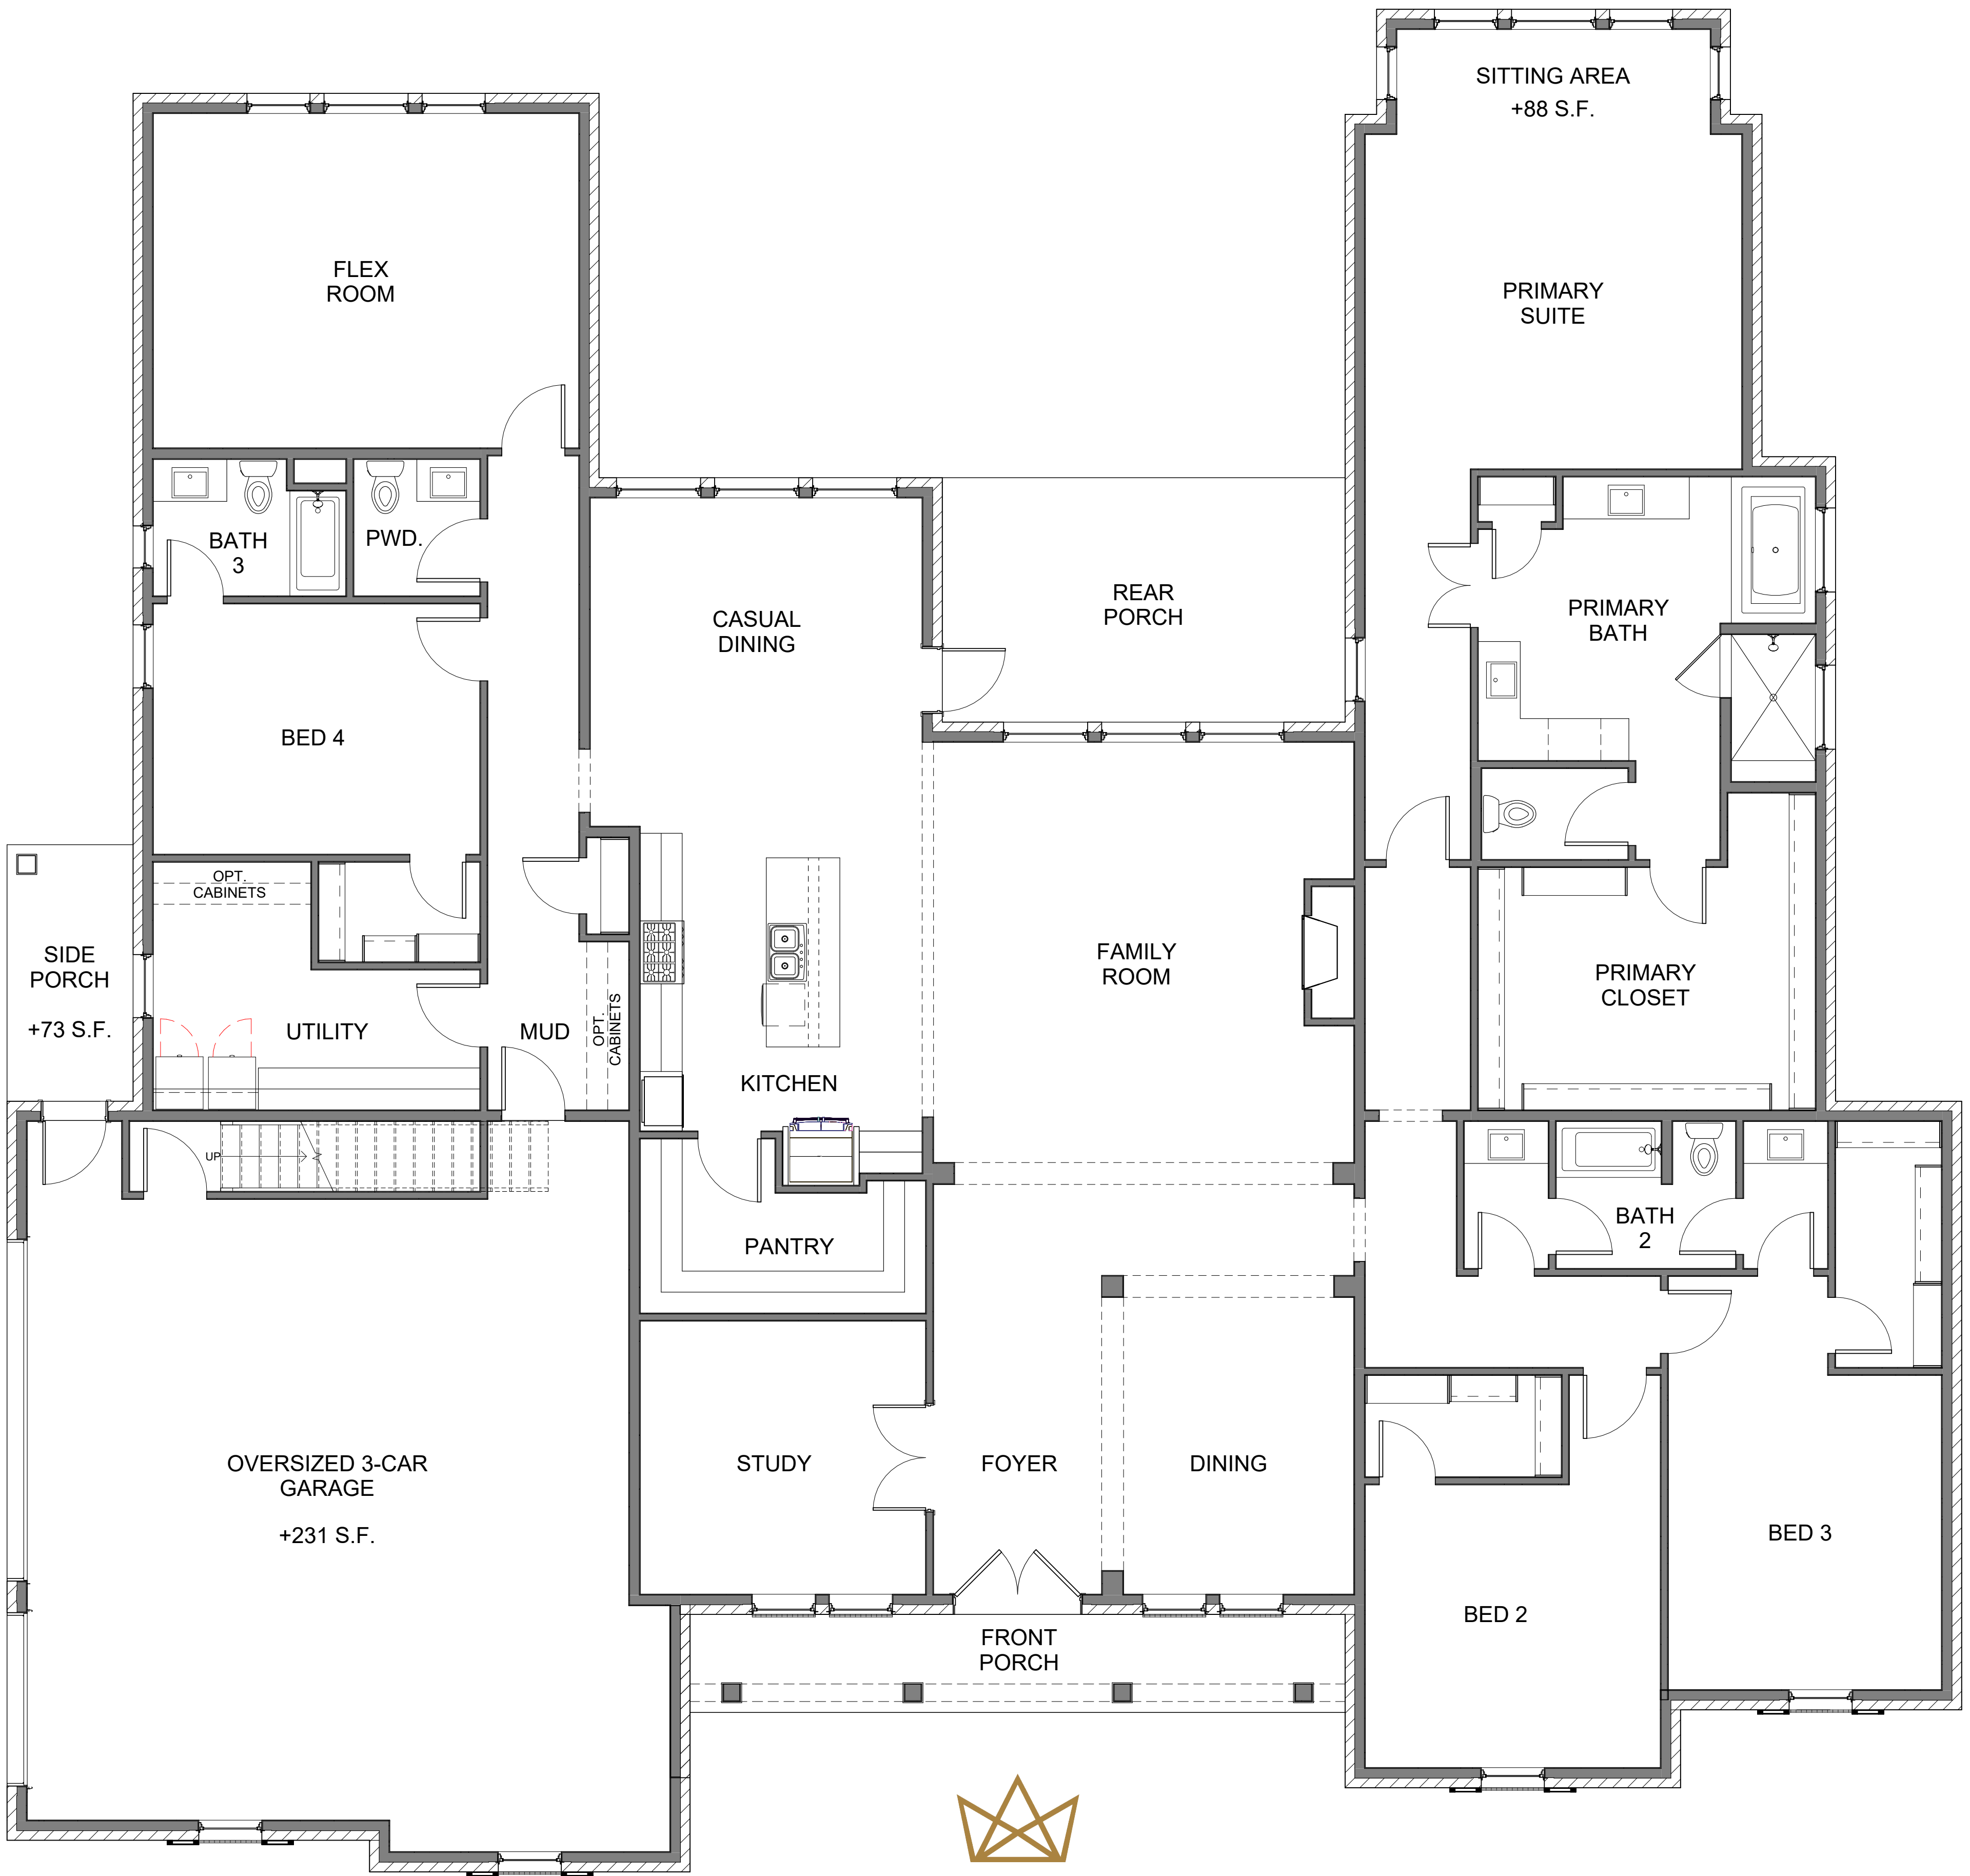 SITTING AREA
+88 S.F.
FLEX
ROOM
PRIMARY
SUITE
BATH
3
PWD.
CASUAL
DINING
REAR
PORCH
PRIMARY
BATH
BED 4
OPT.
CABINETS
SIDE
PORCH
+73 S.F.
UTILITY
MUD
OPT.
CABINETS
FAMILY
ROOM
PRIMARY
CLOSET
KITCHEN
UP
PANTRY
BATH
2
OVERSIZED 3-CAR
GARAGE
+231 S.F.
STUDY
FOYER
DINING
BED 3
BED 2
FRONT
PORCH